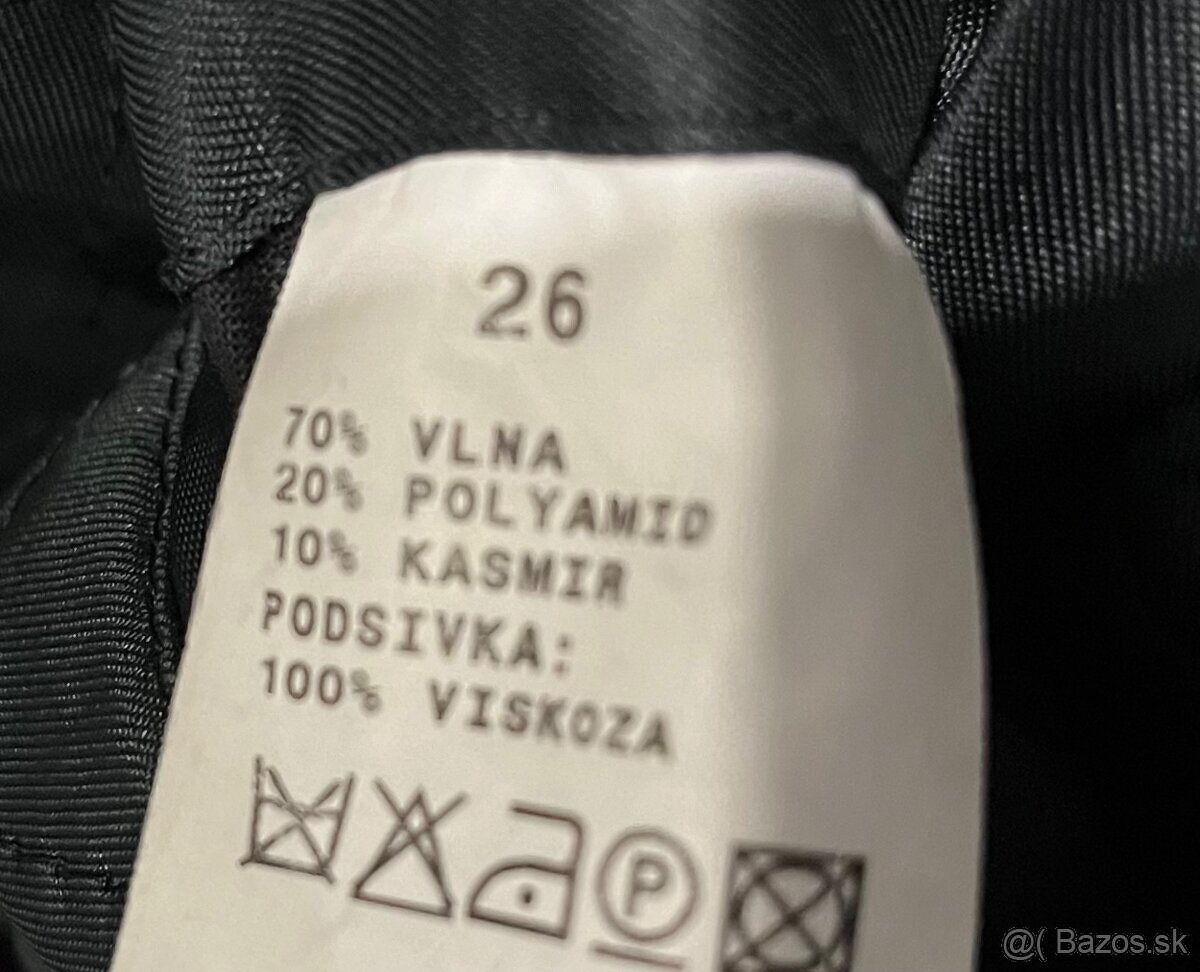 26
70% VLNA
20% POLYAMID
10% KASMIR
PODSIVKA:
100% VISKOZA
P
@( Bazos.sk